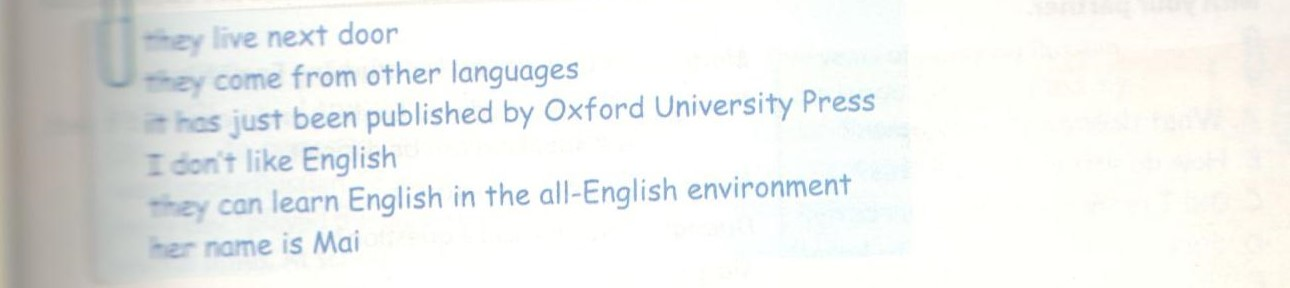 they live next door
they come from other languages
it has just been published by Oxford University Press
I don't like English
they can learn English in the all-English environment
her name is Mai